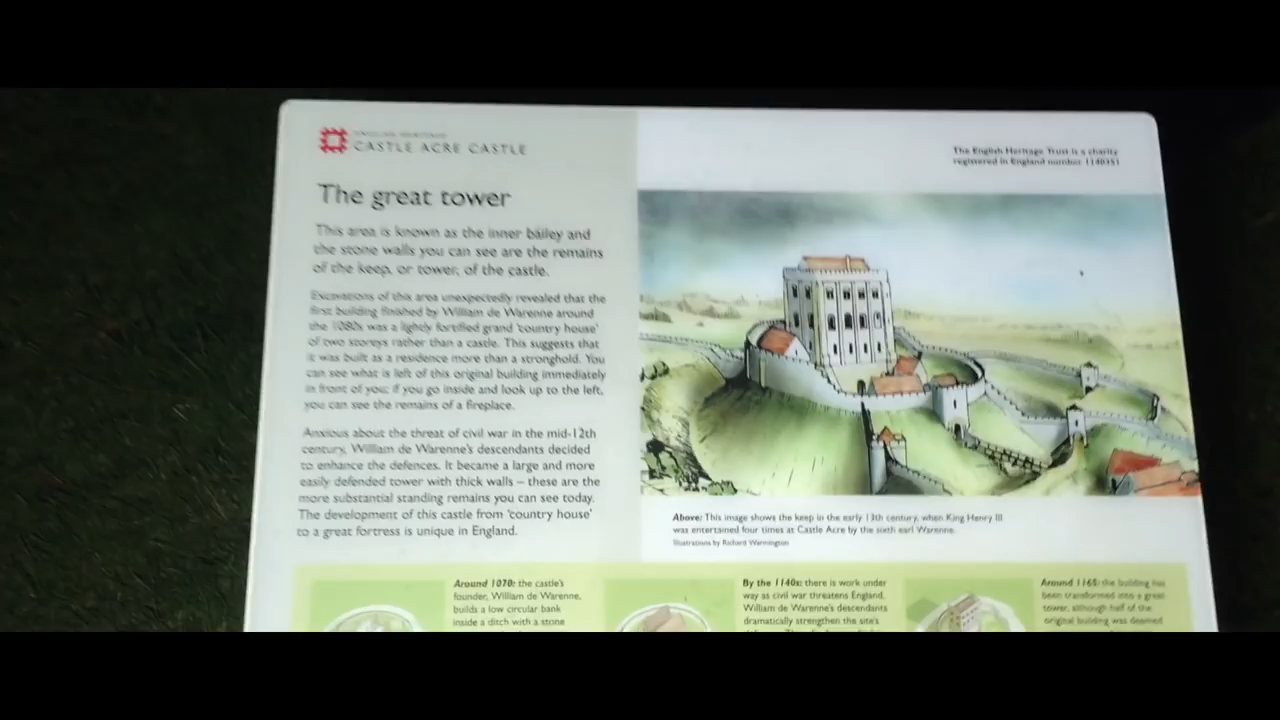 ENGLISH HERITAGE
CASTLE ACRE CASTLE
The English Heritage Trust is a charity
registered in England number 1140351
The great tower
This area is known as the inner bailey and
the stone walls you can see are the remains
of the keep, or tower, of the castle.
Excavations of this area unexpectedly revealed that the
first building finished by William de Warenne around
the 1080s was a lightly fortified grand 'country house'
of two storeys rather than a castle. This suggests that
it was built as a residence more than a stronghold. You
can see what is left of this original building immediately
in front of you; if you go inside and look up to the left,
you can see the remains of a fireplace.
Anxious about the threat of civil war in the mid-12th
century, William de Warenne's descendants decided
to enhance the defences. It became a large and more
easily defended tower with thick walls – these are the
more substantial standing remains you can see today.
The development of this castle from 'country house'
to a great fortress is unique in England.
Above: This image shows the keep in the early 13th century, when King Henry III
was entertained four times at Castle Acre by the sixth earl Warenne.
Illustrations by Richard Warmington
Around 1070: the castle's
founder, William de Warenne,
builds a low circular bank
inside a ditch with a stone
By the 1140s: there is work under
way as civil war threatens England.
William de Warenne's descendants
dramatically strengthen the site's
Around 1165: the building has
been transformed into a great
tower, although half of the
original building was deemed